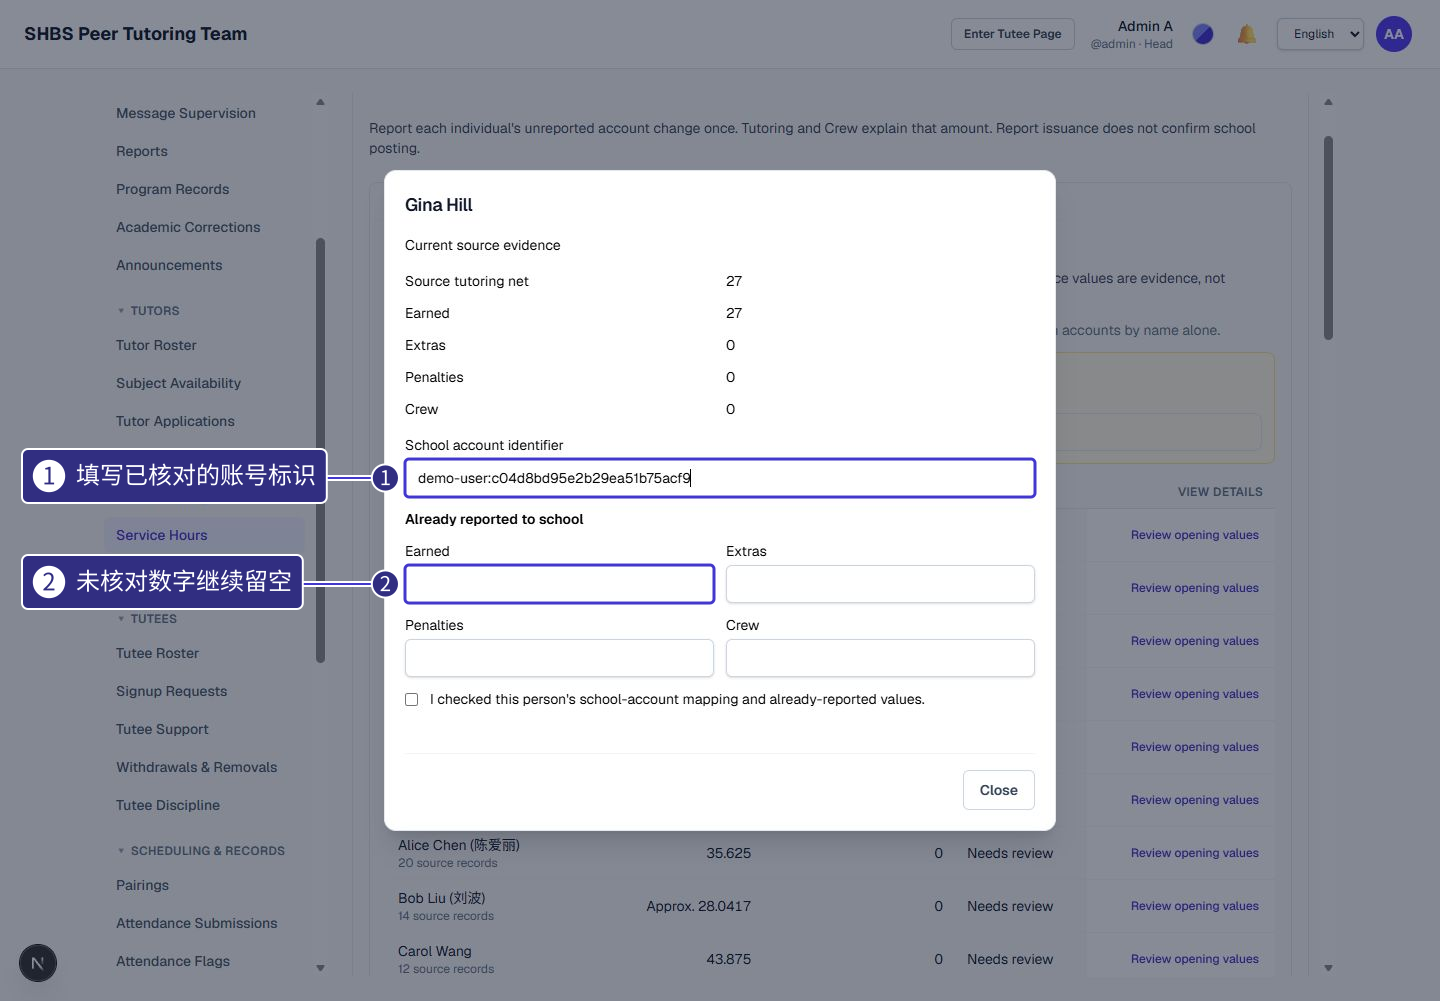 SHBS Peer Tutoring Team
Enter Tutee Page
Admin A
@admin · Head
English
AA
Message Supervision
Reports
Program Records
Academic Corrections
Announcements
TUTORS
Tutor Roster
Subject Availability
Tutor Applications
Service Hours
TUTEES
Tutee Roster
Signup Requests
Tutee Support
Withdrawals & Removals
Tutee Discipline
SCHEDULING & RECORDS
Pairings
Attendance Submissions
Attendance Flags
N
Report each individual's unreported account change once. Tutoring and Crew explain that amount. Report issuance does not confirm school
posting.
ce values are evidence, not
accounts by name alone.
Gina Hill
Current source evidence
Source tutoring net 27
Earned 27
Extras 0
Penalties 0
Crew 0
School account identifier
1 填写已核对的账号标识 1
demo-user:c04d8bd95e2b29ea51b75acf9
Already reported to school
Earned Extras
2 未核对数字继续留空 2
Penalties Crew
I checked this person's school-account mapping and already-reported values.
Close
VIEW DETAILS
Review opening values
Review opening values
Review opening values
Review opening values
Review opening values
Review opening values
Alice Chen (陈爱丽) 35.625 0 Needs review Review opening values
20 source records
Bob Liu (刘波) Approx. 28.0417 0 Needs review Review opening values
14 source records
Carol Wang 43.875 0 Needs review Review opening values
12 source records